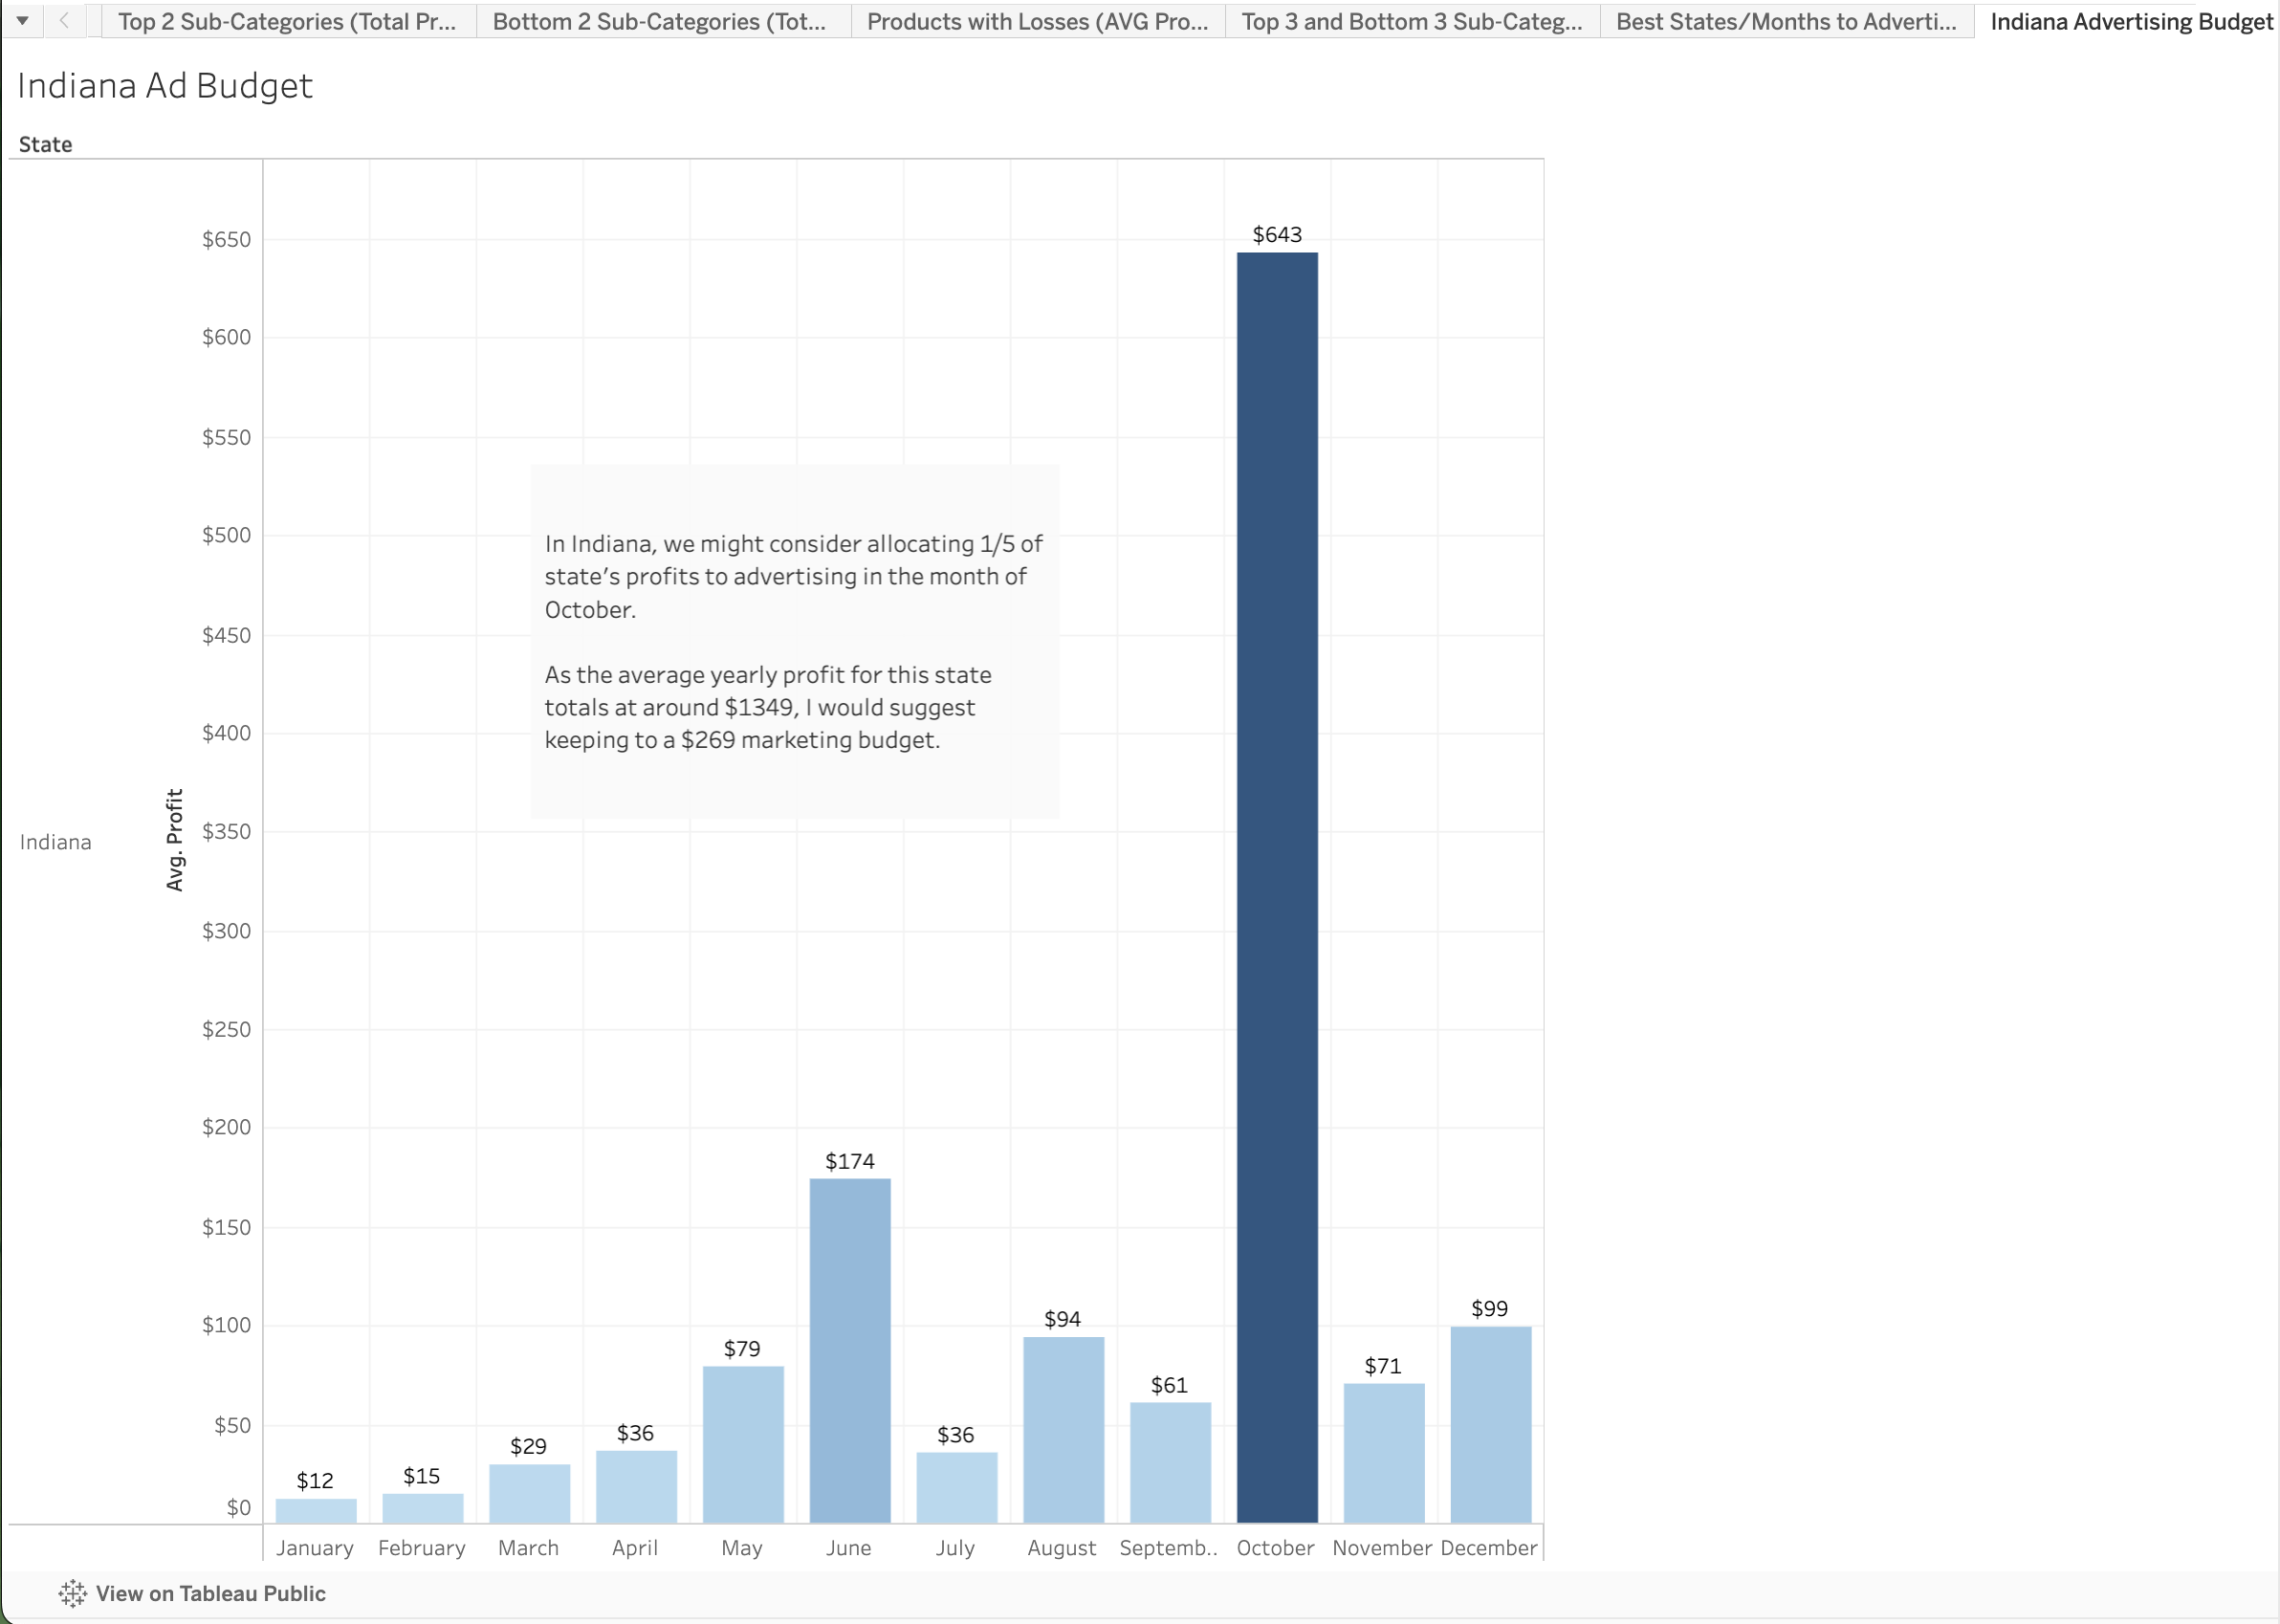 Top 2 Sub-Categories (Total Pr...
Bottom 2 Sub-Categories (Tot...
Products with Losses (AVG Pro...
Top 3 and Bottom 3 Sub-Categ...
Best States/Months to Adverti...
Indiana Advertising Budget
Indiana Ad Budget
State
Indiana
Avg. Profit
$650
$600
$550
$500
$450
$400
$350
$300
$250
$200
$150
$100
$50
$0
In Indiana, we might consider allocating 1/5 of
state's profits to advertising in the month of
October.
As the average yearly profit for this state
totals at around $1349, I would suggest
keeping to a $269 marketing budget.
$12
$15
$29
$36
$79
$174
$36
$94
$61
$643
$71
$99
January
February
March
April
May
June
July
August
Septemb..
October
November
December
View on Tableau Public